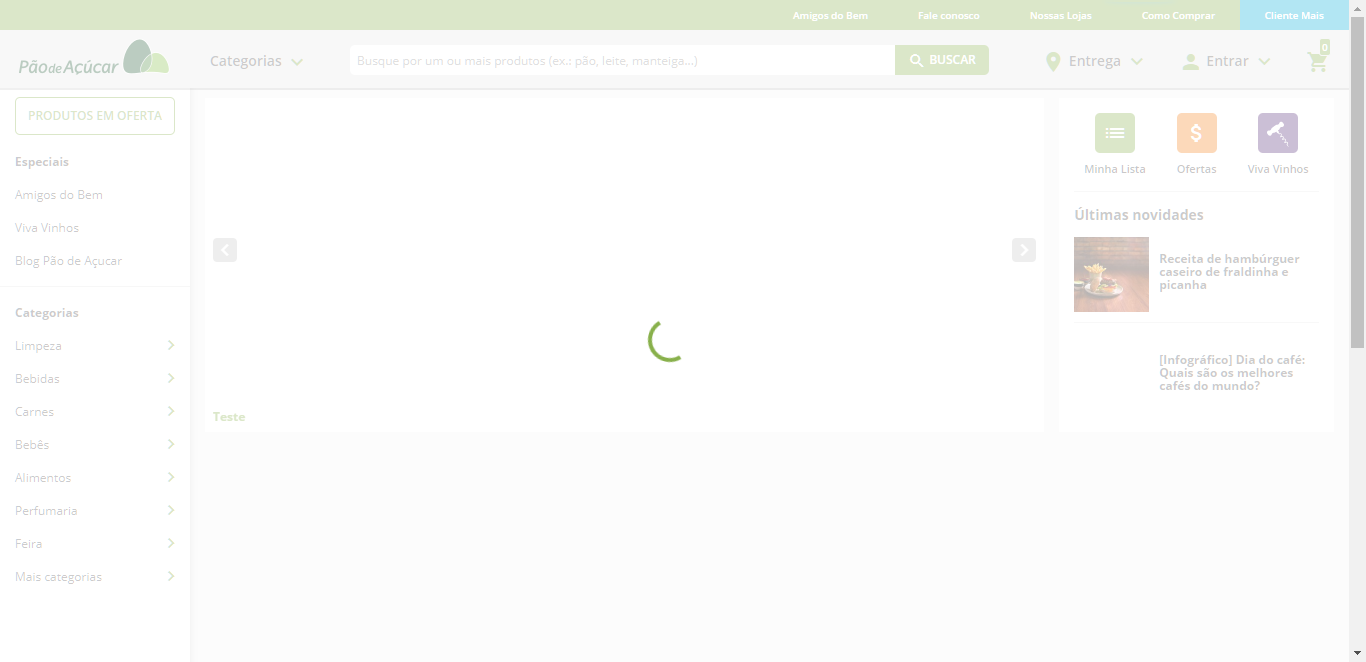 Amigos do Bem
Fale conosco
Nossas Lojas
Como Comprar
Cliente Mais
Pão de Açúcar
Categorias
Busque por um ou mais produtos (ex.: pão, leite, manteiga...)
BUSCAR
Entrega
Entrar
0
PRODUTOS EM OFERTA
Especiais
Amigos do Bem
Viva Vinhos
Blog Pão de Açucar
Categorias
Limpeza
Bebidas
Carnes
Bebês
Alimentos
Perfumaria
Feira
Mais categorias
Teste
Minha Lista
$
Ofertas
Viva Vinhos
Últimas novidades
Receita de hambúrguer
caseiro de fraldinha e
picanha
[Infográfico] Dia do café:
Quais são os melhores
cafés do mundo?